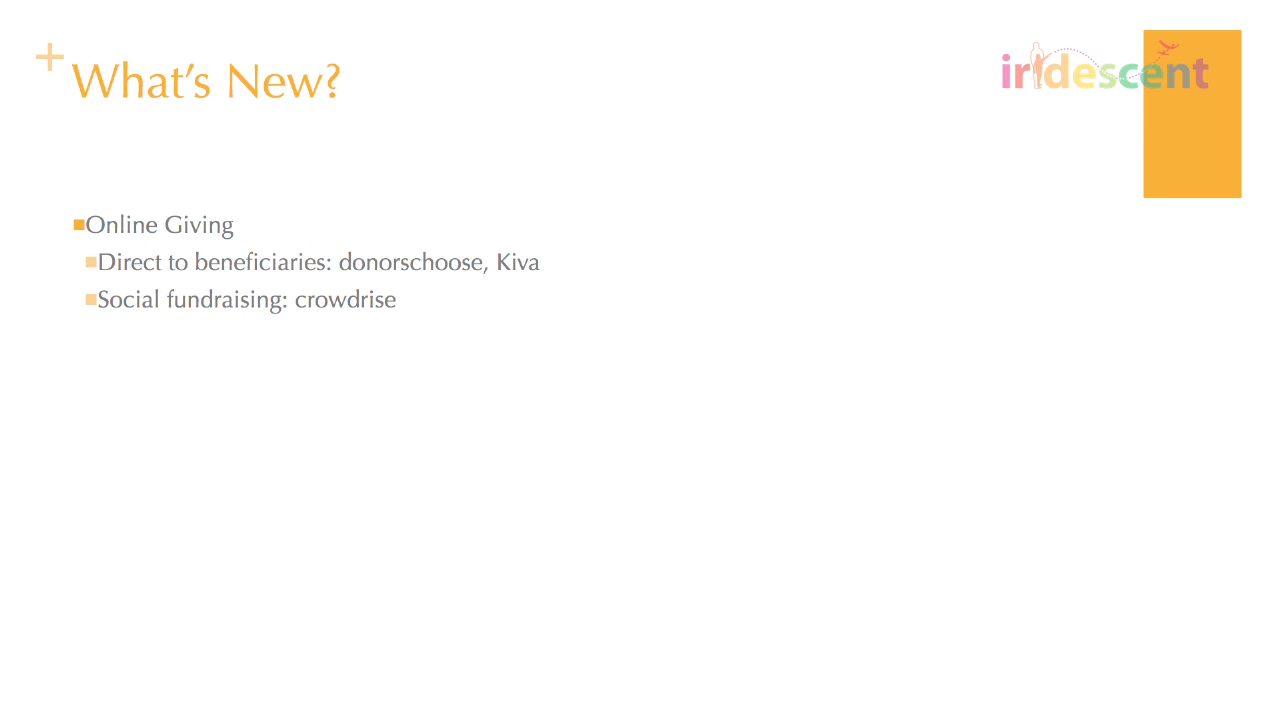 +
What's New?
iridescent
Online Giving
Direct to beneficiaries: donorschoose, Kiva
Social fundraising: crowdrise